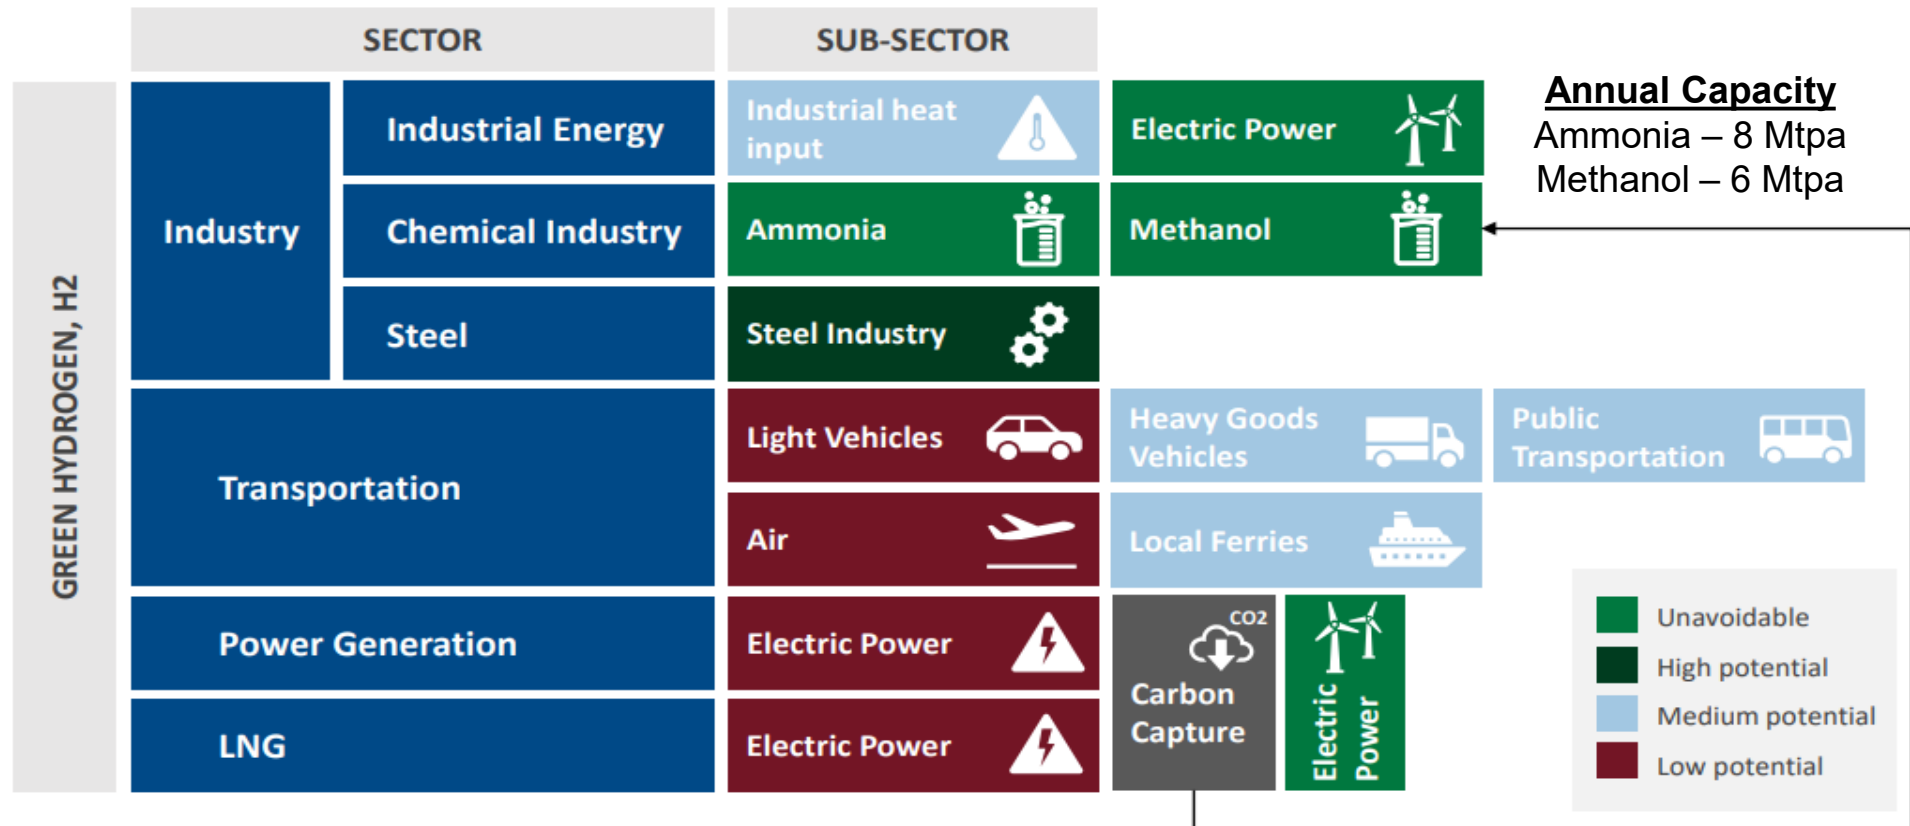 SECTOR
SUB-SECTOR
GREEN HYDROGEN, H2
Industry
Industrial Energy
Industrial heat
input
Electric Power
Annual Capacity
Ammonia – 8 Mtpa
Methanol – 6 Mtpa
Chemical Industry
Ammonia
Methanol
Steel
Steel Industry
Transportation
Light Vehicles
Heavy Goods
Vehicles
Public
Transportation
Air
Local Ferries
Power Generation
Electric Power
CO2
Carbon
Capture
Electric
Power
LNG
Electric Power
Unavoidable
High potential
Medium potential
Low potential